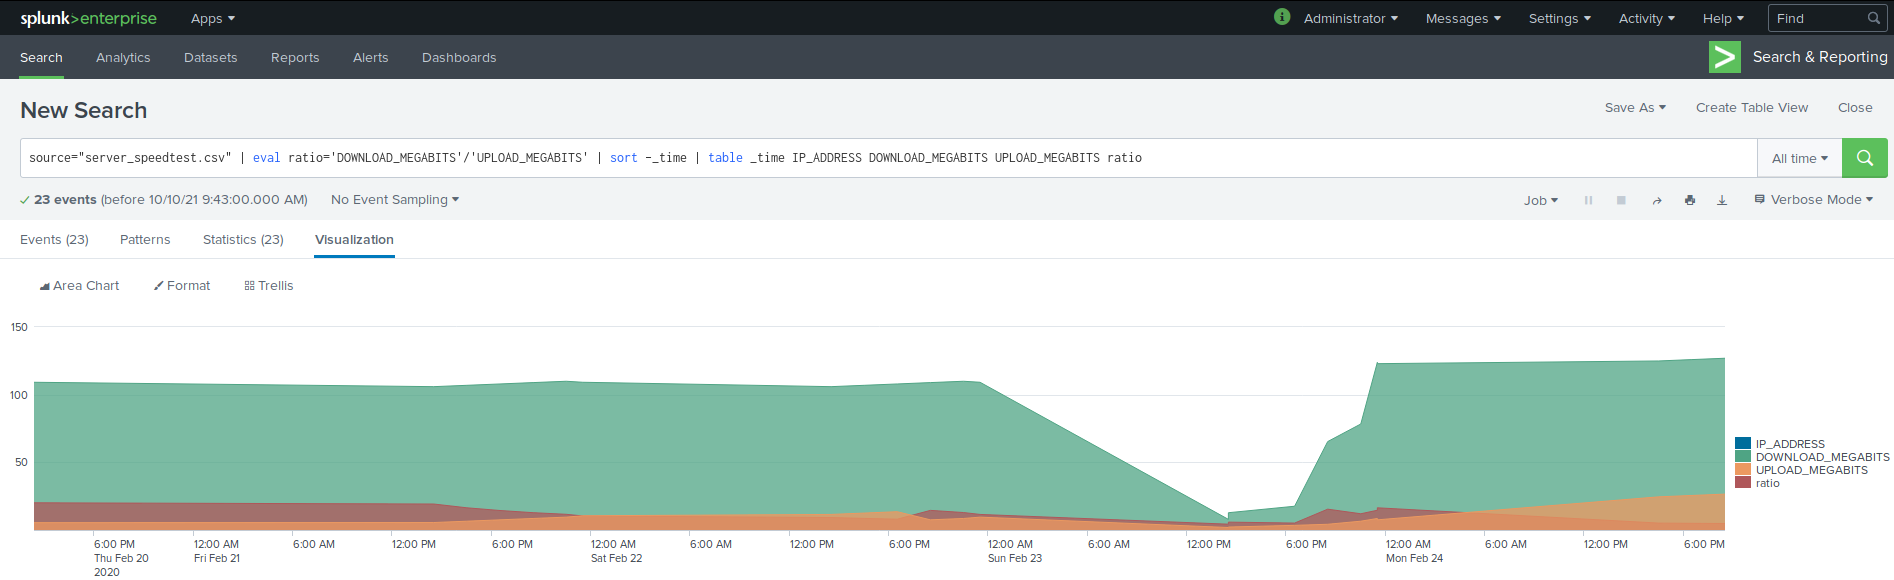 splunk>enterprise Apps Administrator Messages Settings Activity Help Find
Search Analytics Datasets Reports Alerts Dashboards Search & Reporting
New Search Save As Create Table View Close
source="server_speedtest.csv" | eval ratio='DOWNLOAD_MEGABITS'/'UPLOAD_MEGABITS' | sort -_time | table _time IP_ADDRESS DOWNLOAD_MEGABITS UPLOAD_MEGABITS ratio All time
23 events (before 10/10/21 9:43:00.000 AM) No Event Sampling Job Verbose Mode
Events (23) Patterns Statistics (23) Visualization
Area Chart Format Trellis
150
100
50
IP_ADDRESS
DOWNLOAD_MEGABITS
UPLOAD_MEGABITS
ratio
6:00 PM 12:00 AM 6:00 AM 12:00 PM 6:00 PM 12:00 AM 6:00 AM 12:00 PM 6:00 PM 12:00 AM 6:00 AM 12:00 PM 6:00 PM 12:00 AM 6:00 AM 12:00 PM 6:00 PM
Thu Feb 20 Fri Feb 21 Sat Feb 22 Sun Feb 23 Mon Feb 24
2020